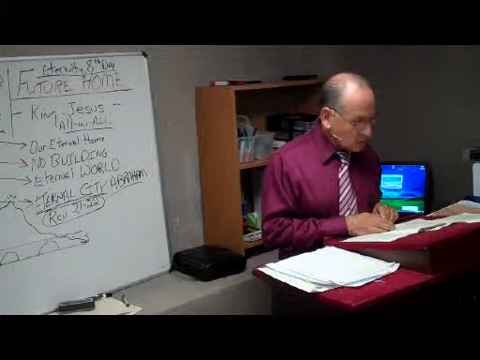 Eternity 8th Day
FUTURE HOME
- King Jesus -
All-in-All
Our Eternal Home
NO BUILDING
Eternal WORLD
ETERNAL CITY ABRAHAM
(Rev 21-22)